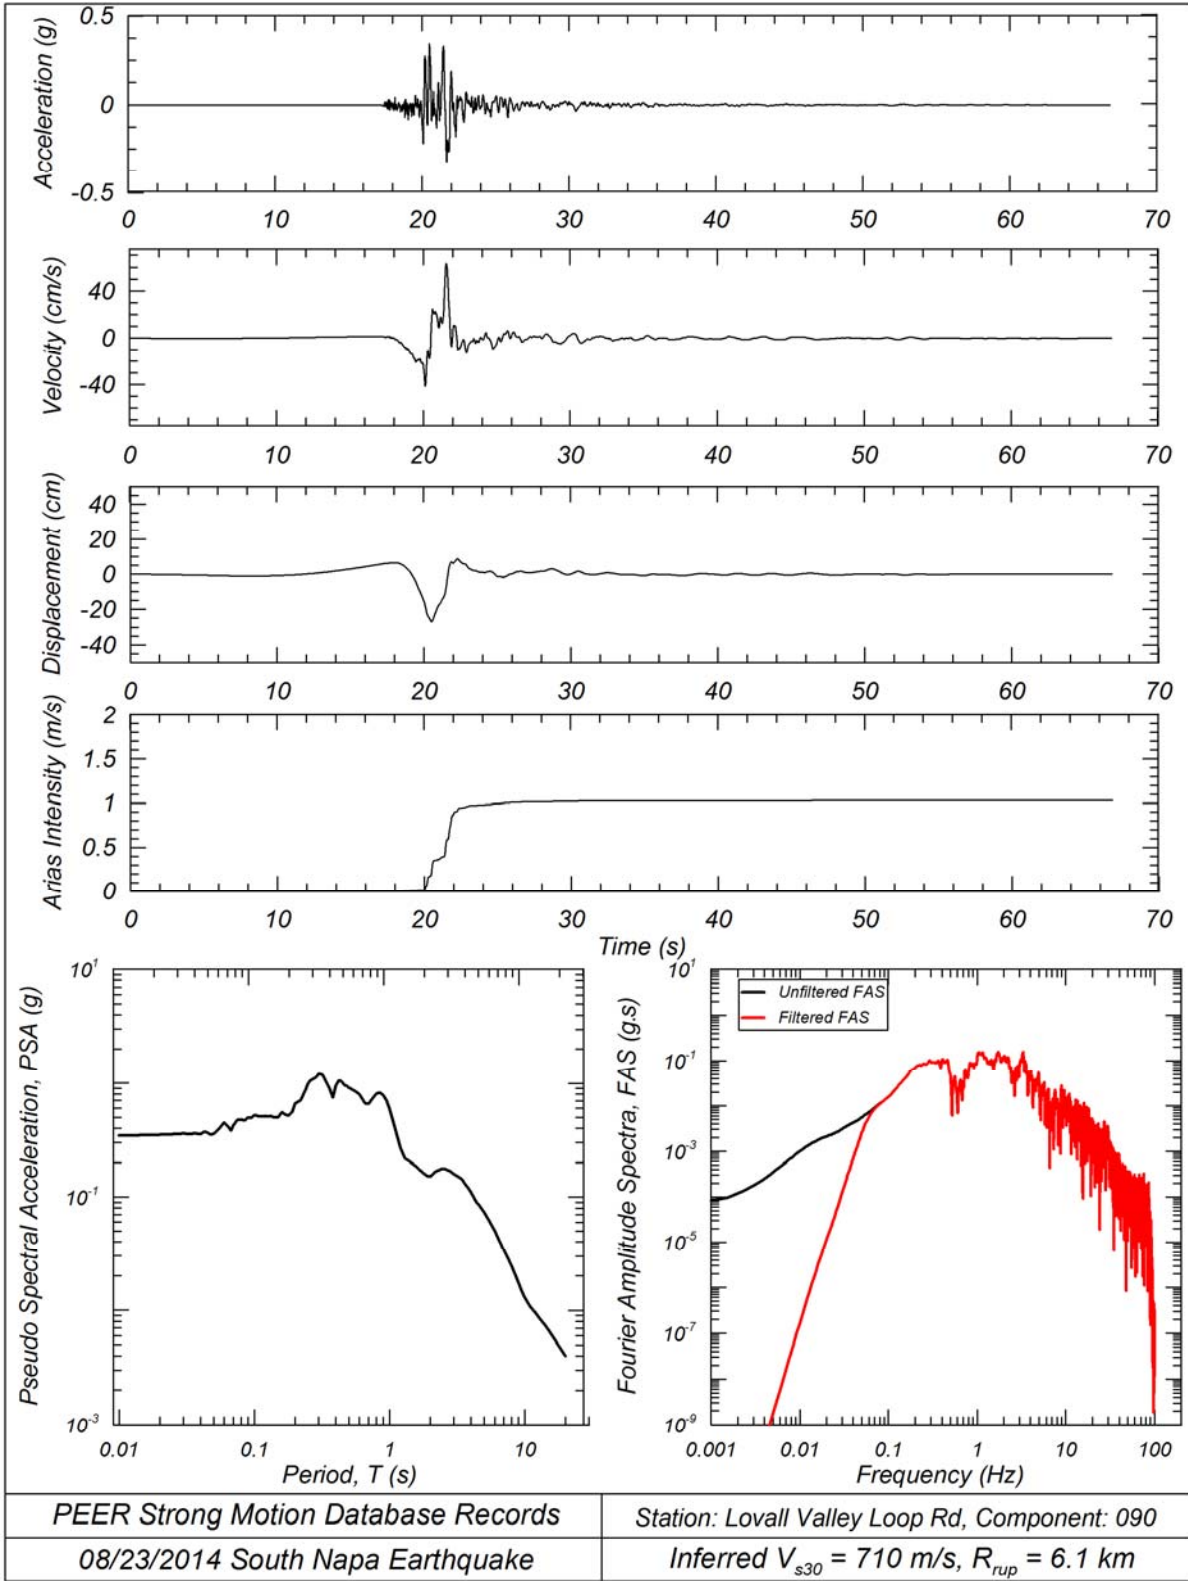 Acceleration (g)
0.5
0
-0.5
0 10 20 30 40 50 60 70
Velocity (cm/s)
40
0
-40
0 10 20 30 40 50 60 70
Displacement (cm)
40
20
0
-20
-40
0 10 20 30 40 50 60 70
Arias Intensity (m/s)
2
1.5
1
0.5
0
0 10 20 30 40 50 60 70
Time (s)
Pseudo Spectral Acceleration, PSA (g)
10¹
10⁻¹
10⁻³
0.01 0.1 1 10
Period, T (s)
Fourier Amplitude Spectra, FAS (g.s)
10¹
10⁻¹
10⁻³
10⁻⁵
10⁻⁷
10⁻⁹
Unfiltered FAS
Filtered FAS
0.001 0.01 0.1 1 10 100
Frequency (Hz)
PEER Strong Motion Database Records
Station: Lovall Valley Loop Rd, Component: 090
08/23/2014 South Napa Earthquake
Inferred Vs30 = 710 m/s, Rrup = 6.1 km